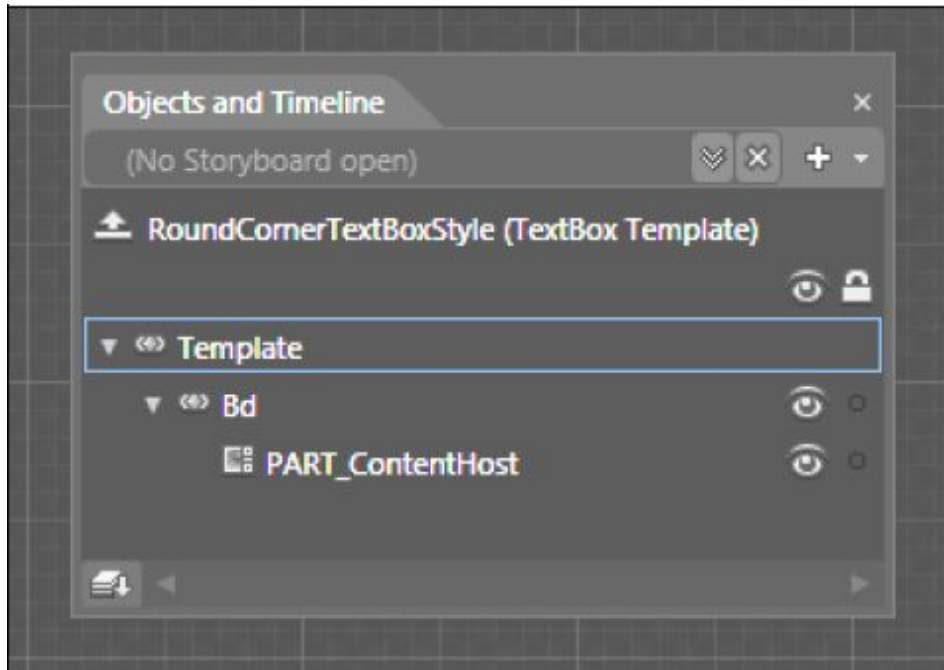 Objects and Timeline
(No Storyboard open)
RoundCornerTextBoxStyle (TextBox Template)
Template
Bd
PART_ContentHost